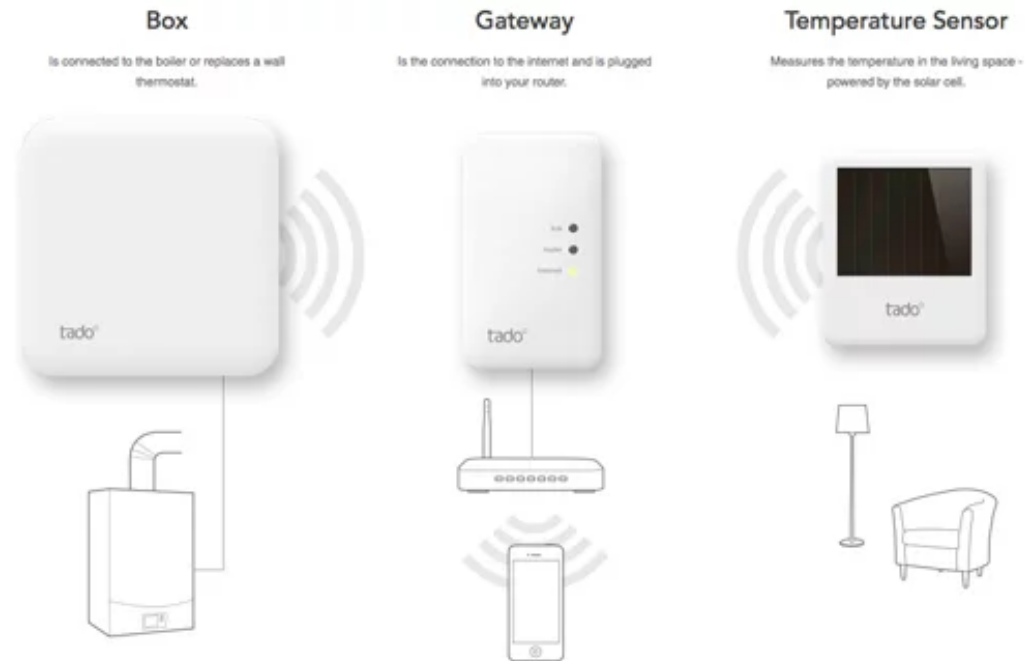 Box
Is connected to the boiler or replaces a wall
thermostat.
tado°
Gateway
Is the connection to the internet and is plugged
into your router.
Router
Internet
tado°
Temperature Sensor
Measures the temperature in the living space -
powered by the solar cell.
tado°